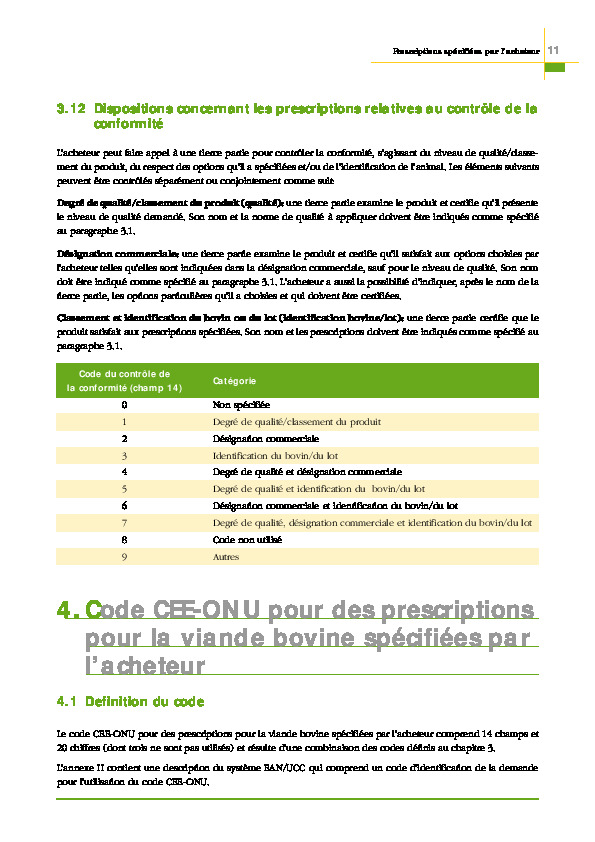 Prescriptions spécifiées par l'acheteur 11
3.12 Dispositions concernant les prescriptions relatives au contrôle de la
conformité
L'acheteur peut faire appel à une tierce partie pour contrôler la conformité, s'agissant du niveau de qualité/classe-
ment du produit, du respect des options qu'il a spécifiées et/ou de l'identification de l'animal. Les éléments suivants
peuvent être contrôlés séparément ou conjointement comme suit
Degré de qualité/classement du produit (qualité): une tierce partie examine le produit et certifie qu'il présente
le niveau de qualité demandé. Son nom et la norme de qualité à appliquer doivent être indiqués comme spécifié
au paragraphe 3.1.
Désignation commerciale: une tierce partie examine le produit et certifie qu'il satisfait aux options choisies par
l'acheteur telles qu'elles sont indiquées dans la désignation commerciale, sauf pour le niveau de qualité. Son nom
doit être indiqué comme spécifié au paragraphe 3.1. L'acheteur a aussi la possibilité d'indiquer, après le nom de la
tierce partie, les options particulières qu'il a choisies et qui doivent être certifiées.
Classement et identification du bovin ou du lot (identification bovine/lot): une tierce partie certifie que le
produit satisfait aux prescriptions spécifiées. Son nom et les prescriptions doivent être indiqués comme spécifié au
paragraphe 3.1.
Code du contrôle de
la conformité (champ 14) Catégorie
0 Non spécifiée
1 Degré de qualité/classement du produit
2 Désignation commerciale
3 Identification du bovin/du lot
4 Degré de qualité et désignation commerciale
5 Degré de qualité et identification du bovin/du lot
6 Désignation commerciale et identification du bovin/du lot
7 Degré de qualité, désignation commerciale et identification du bovin/du lot
8 Code non utilisé
9 Autres
4. Code CEE-ONU pour des prescriptions
pour la viande bovine spécifiées par
l'acheteur
4.1 Definition du code
Le code CEE-ONU pour des prescriptions pour la viande bovine spécifiées par l'acheteur comprend 14 champs et
20 chiffres (dont trois ne sont pas utilisés) et résulte d'une combinaison des codes définis au chapitre 3.
L'annexe II contient une description du système EAN/UCC qui comprend un code d'identification de la demande
pour l'utilisation du code CEE-ONU.